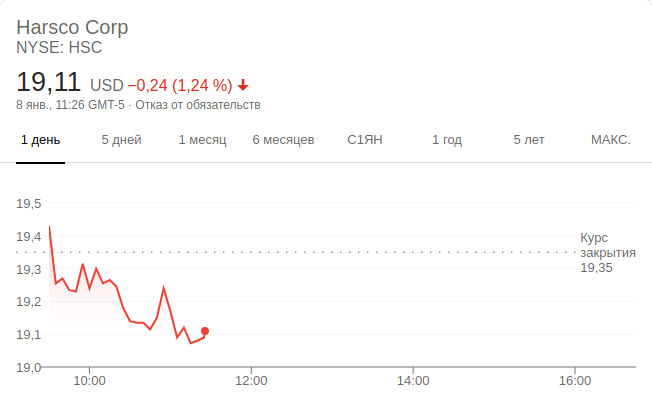 Harsco Corp
NYSE: HSC
19,11 USD −0,24 (1,24 %)
8 янв., 11:26 GMT-5 · Отказ от обязательств
1 день 5 дней 1 месяц 6 месяцев С1ЯН 1 год 5 лет МАКС.
19,5
19,4
19,3
19,2
19,1
19,0
Курс
закрытия
19,35
10:00 12:00 14:00 16:00